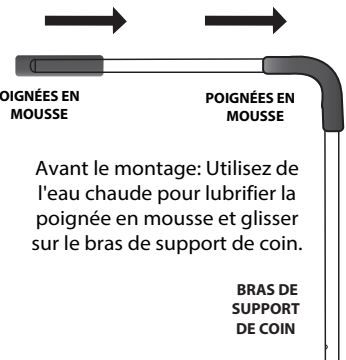 OIGNÉES EN
MOUSSE
POIGNÉES EN
MOUSSE
Avant le montage: Utilisez de
l'eau chaude pour lubrifier la
poignée en mousse et glisser
sur le bras de support de coin.
BRAS DE
SUPPORT
DE COIN